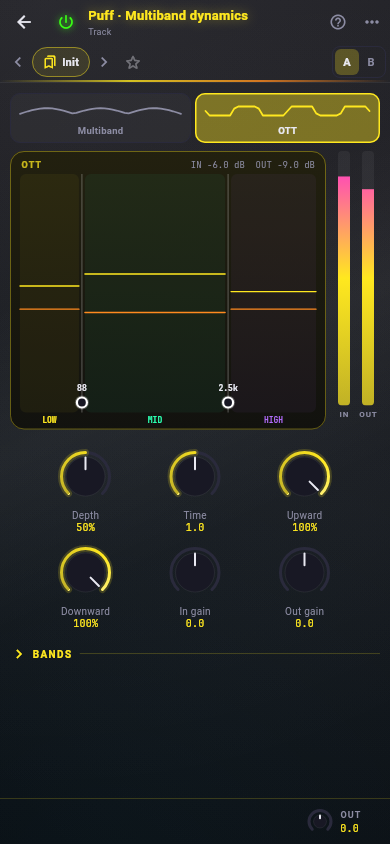 Puff · Multiband dynamics
Track
Init
A
B
Multiband
OTT
OTT
IN -6.0 dB OUT -9.0 dB
88
2.5k
LOW
MID
HIGH
IN
OUT
Depth
Time
Upward
50%
1.0
100%
Downward
In gain
Out gain
100%
0.0
0.0
BANDS
OUT
0.0